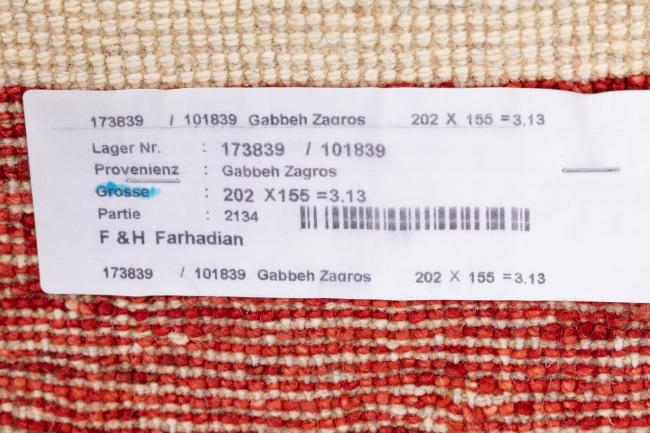 173839 / 101839 Gabbeh Zagros 202 X 155 =3.13
Lager Nr. : 173839 / 101839
Provenienz : Gabbeh Zagros
Grosse : 202 X155 =3.13
Partie : 2134
F &H Farhadian
173839 / 101839 Gabbeh Zagros 202 X 155 =3.13